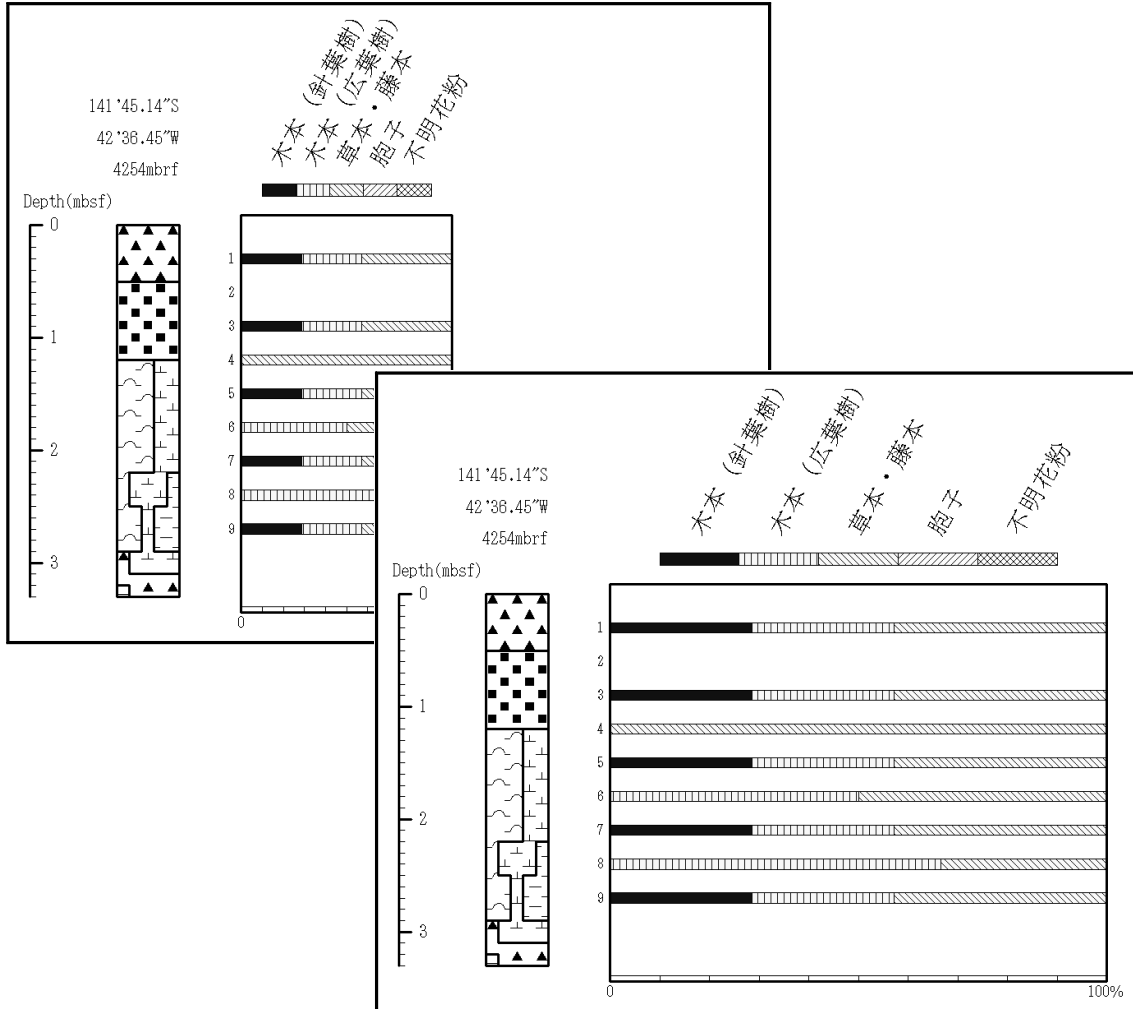 木本 (針葉樹)
木本 (広葉樹)
草本・藤本
胞子
不明花粉
141°45.14"S
42°36.45"W
4254mbrf
Depth(mbsf)
0
1
2
3
1
2
3
4
5
6
7
8
9
0
木本 (針葉樹)
木本 (広葉樹)
草本・藤本
胞子
不明花粉
141°45.14"S
42°36.45"W
4254mbrf
Depth(mbsf)
0
1
2
3
1
2
3
4
5
6
7
8
9
0 100%